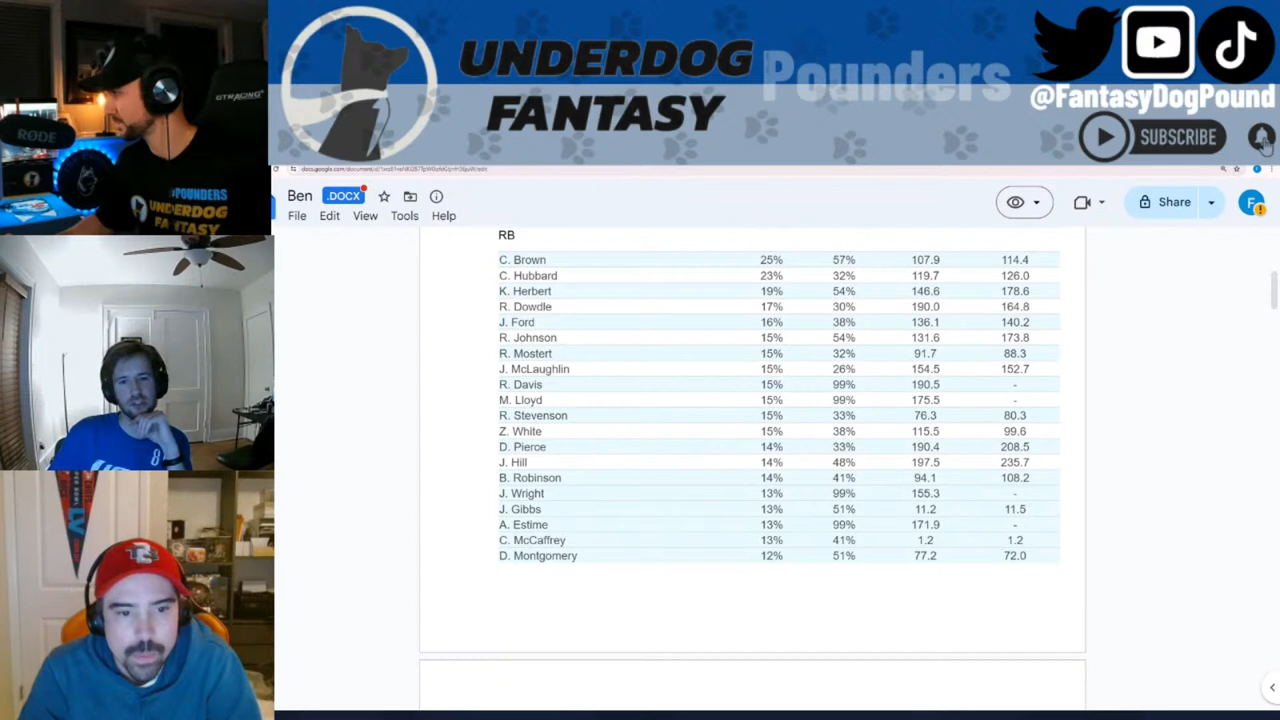 UNDERDOG
FANTASY
Pounders
@FantasyDogPound
SUBSCRIBE
GTRACING
RØDE
#POUNDERS
UNDERDOG
FANTASY
Ben
.DOCX
Share
F
File Edit View Tools Help
RB
C. Brown 25% 57% 107.9 114.4
C. Hubbard 23% 32% 119.7 126.0
K. Herbert 19% 54% 146.6 178.6
R. Dowdle 17% 30% 190.0 164.8
J. Ford 16% 38% 136.1 140.2
R. Johnson 15% 54% 131.6 173.8
R. Mostert 15% 32% 91.7 88.3
J. McLaughlin 15% 26% 154.5 152.7
R. Davis 15% 99% 190.5 -
M. Lloyd 15% 99% 175.5 -
R. Stevenson 15% 33% 76.3 80.3
Z. White 15% 38% 115.5 99.6
D. Pierce 14% 33% 190.4 208.5
J. Hill 14% 48% 197.5 235.7
B. Robinson 14% 41% 94.1 108.2
J. Wright 13% 99% 155.3 -
J. Gibbs 13% 51% 11.2 11.5
A. Estime 13% 99% 171.9 -
C. McCaffrey 13% 41% 1.2 1.2
D. Montgomery 12% 51% 77.2 72.0
8
LV